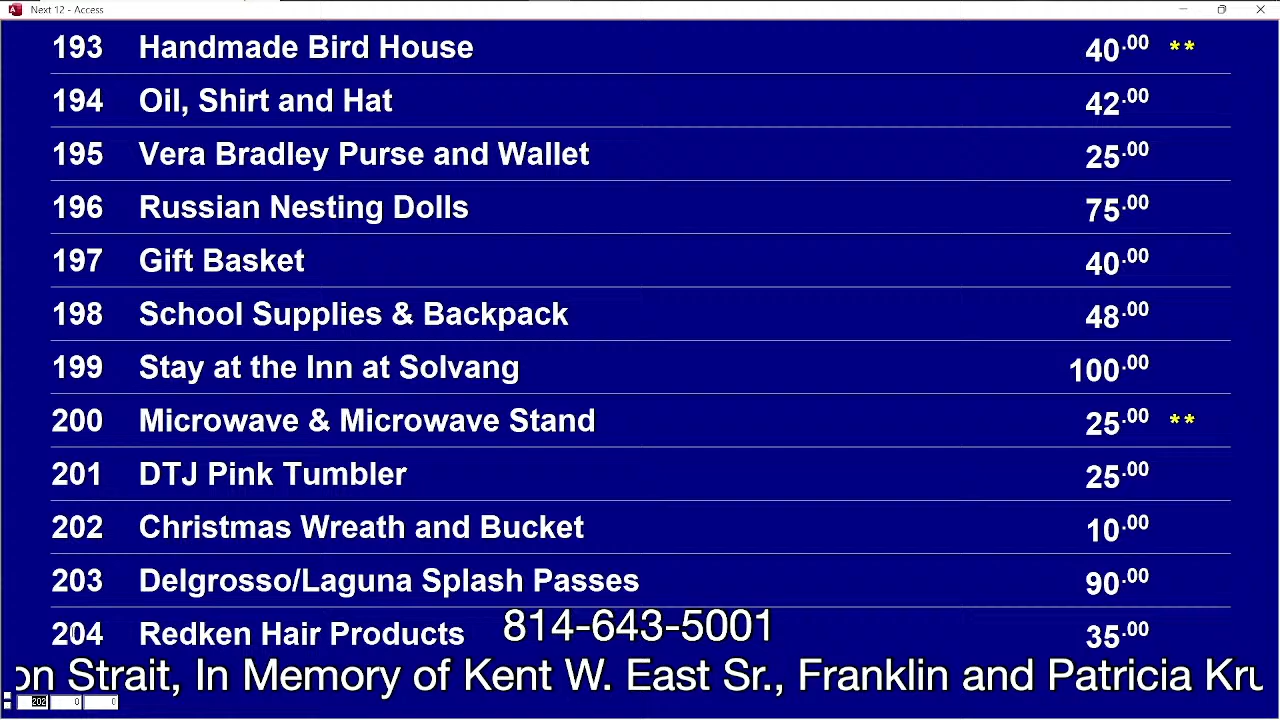 Next 12 - Access
193 Handmade Bird House 40.00 **
194 Oil, Shirt and Hat 42.00
195 Vera Bradley Purse and Wallet 25.00
196 Russian Nesting Dolls 75.00
197 Gift Basket 40.00
198 School Supplies & Backpack 48.00
199 Stay at the Inn at Solvang 100.00
200 Microwave & Microwave Stand 25.00 **
201 DTJ Pink Tumbler 25.00
202 Christmas Wreath and Bucket 10.00
203 Delgrosso/Laguna Splash Passes 90.00
204 Redken Hair Products 35.00
814-643-5001
on Strait, In Memory of Kent W. East Sr., Franklin and Patricia Kru
202 0 0